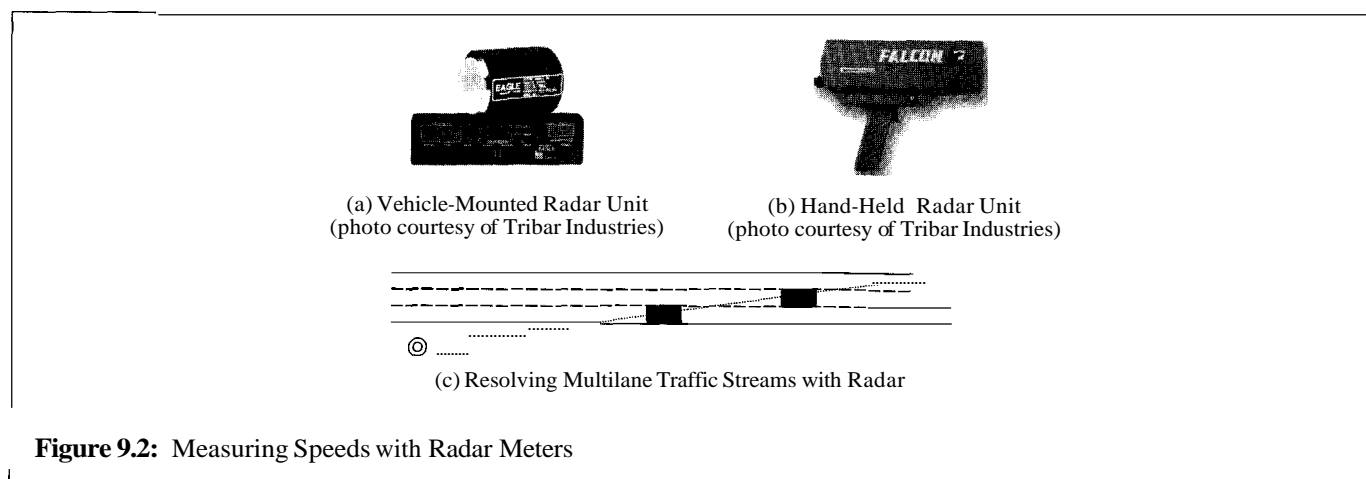 EAGLE
FALCON
(a) Vehicle-Mounted Radar Unit
(photo courtesy of Tribar Industries)
(b) Hand-Held Radar Unit
(photo courtesy of Tribar Industries)
(c) Resolving Multilane Traffic Streams with Radar
Figure 9.2: Measuring Speeds with Radar Meters